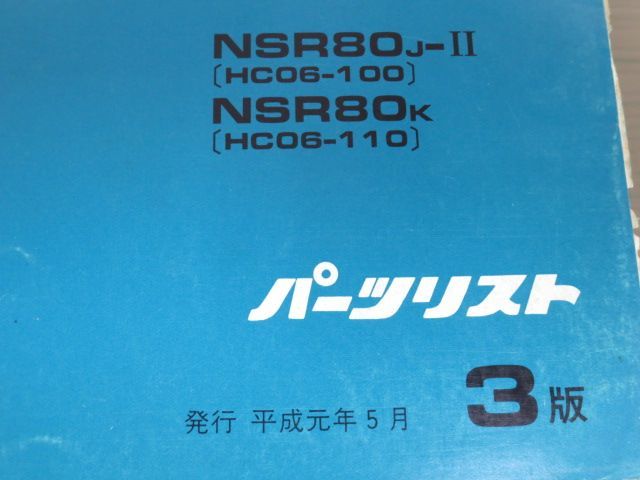 NSR80J-II
〔HC06-100〕
NSR80K
〔HC06-110〕
パーツリスト
3版
発行 平成元年5月